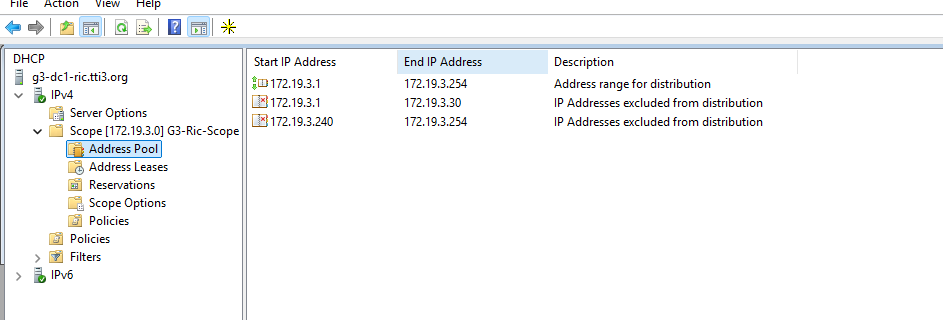 File Action View Help
DHCP
g3-dc1-ric.tti3.org
IPv4
Server Options
Scope [172.19.3.0] G3-Ric-Scope
Address Pool
Address Leases
Reservations
Scope Options
Policies
Policies
Filters
IPv6
Start IP Address End IP Address Description
172.19.3.1 172.19.3.254 Address range for distribution
172.19.3.1 172.19.3.30 IP Addresses excluded from distribution
172.19.3.240 172.19.3.254 IP Addresses excluded from distribution